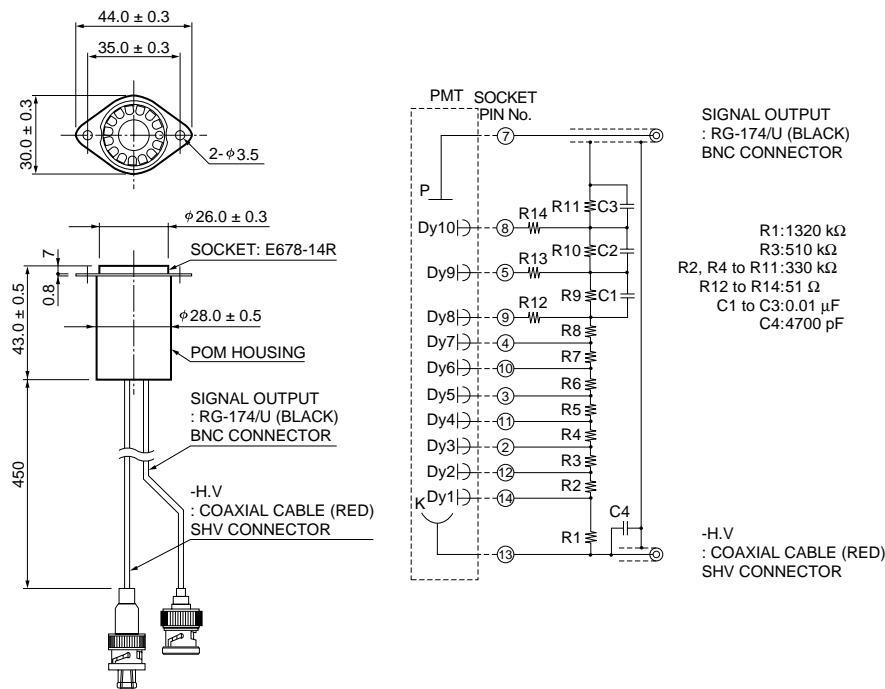 44.0 ± 0.3
35.0 ± 0.3
30.0 ± 0.3
2- φ3.5
φ26.0 ± 0.3
SOCKET: E678-14R
7
0.8
43.0 ± 0.5
φ28.0 ± 0.5
POM HOUSING
SIGNAL OUTPUT
: RG-174/U (BLACK)
BNC CONNECTOR
450
-H.V
: COAXIAL CABLE (RED)
SHV CONNECTOR
PMT
SOCKET
PIN No.
7
SIGNAL OUTPUT
: RG-174/U (BLACK)
BNC CONNECTOR
P
R11
C3
Dy10
8
R14
R10
C2
Dy9
5
R13
R9
C1
Dy8
9
R12
R8
Dy7
4
R7
Dy6
10
R6
Dy5
3
R5
Dy4
11
R4
Dy3
2
R3
Dy2
12
R2
Dy1
14
K
C4
R1
13
R1:1320 kΩ
R3:510 kΩ
R2, R4 to R11:330 kΩ
R12 to R14:51 Ω
C1 to C3:0.01 µF
C4:4700 pF
-H.V
: COAXIAL CABLE (RED)
SHV CONNECTOR